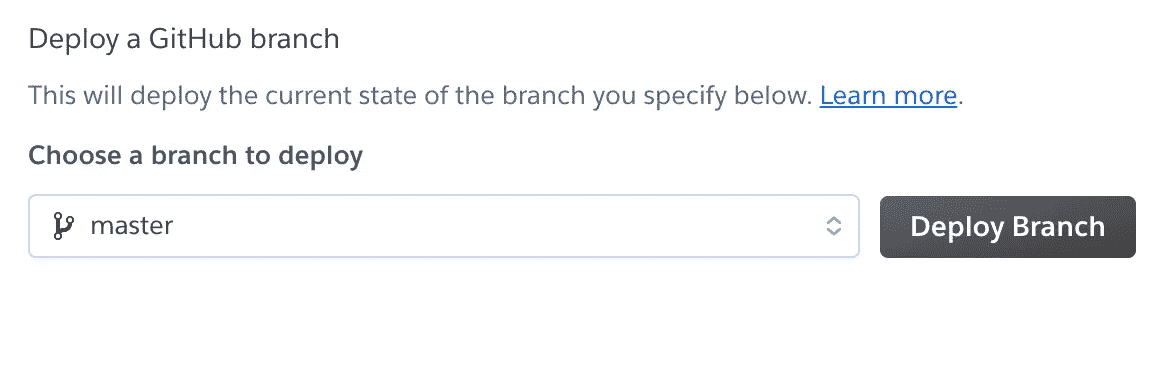 Deploy a GitHub branch
This will deploy the current state of the branch you specify below. Learn more.
Choose a branch to deploy
master
Deploy Branch